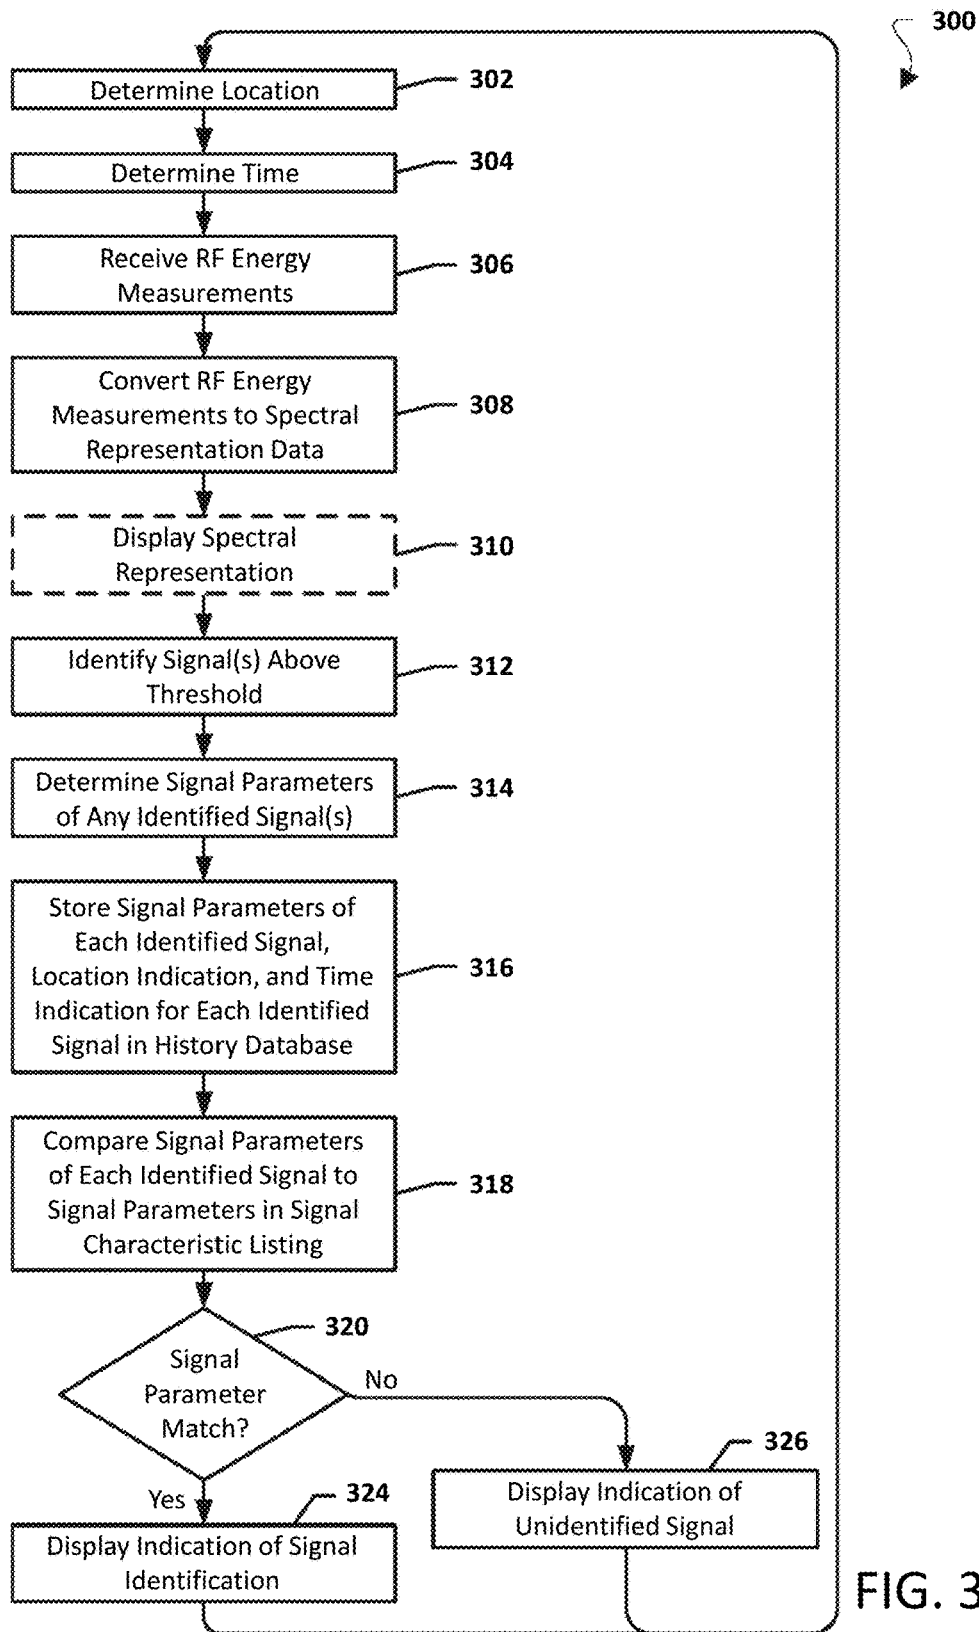 300
Determine Location
302
Determine Time
304
Receive RF Energy
Measurements
306
Convert RF Energy
Measurements to Spectral
Representation Data
308
Display Spectral
Representation
310
Identify Signal(s) Above
Threshold
312
Determine Signal Parameters
of Any Identified Signal(s)
314
Store Signal Parameters of
Each Identified Signal,
Location Indication, and Time
Indication for Each Identified
Signal in History Database
316
Compare Signal Parameters
of Each Identified Signal to
Signal Parameters in Signal
Characteristic Listing
318
320
Signal
Parameter
Match?
No
Yes
324
Display Indication of Signal
Identification
326
Display Indication of
Unidentified Signal
FIG. 3